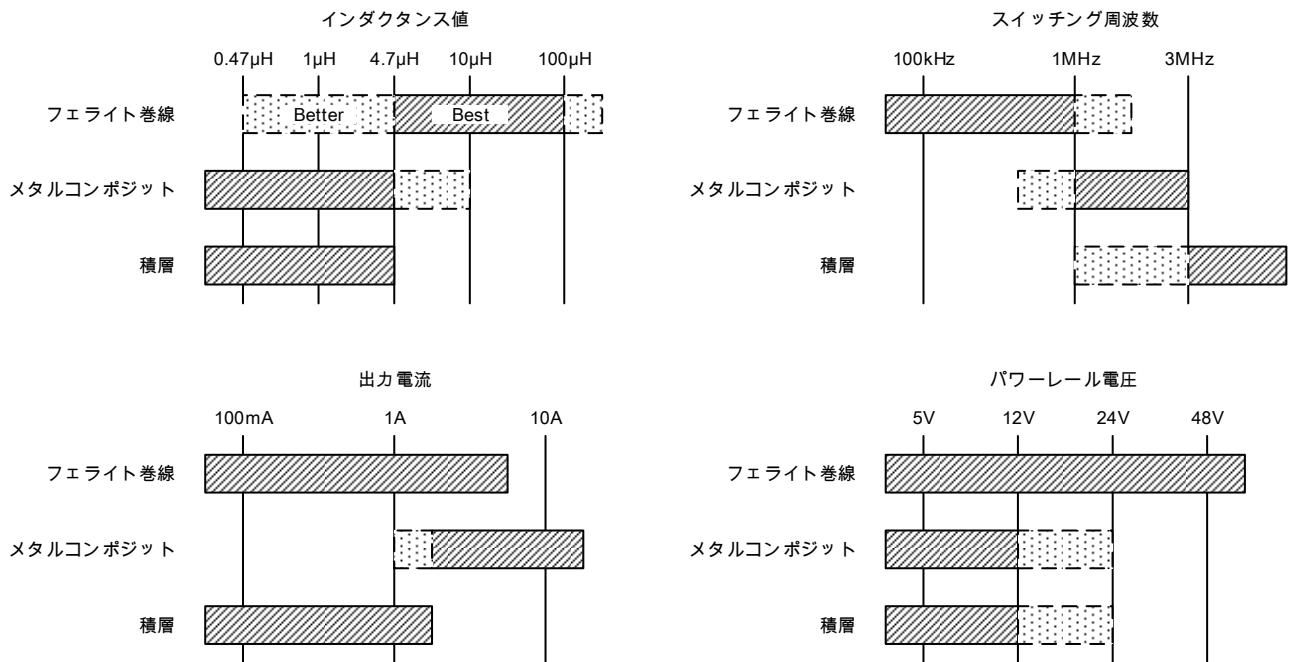 インダクタンス値
0.47µH 1µH 4.7µH 10µH 100µH
フェライト巻線 Better Best
メタルコンポジット
積層
スイッチング周波数
100kHz 1MHz 3MHz
フェライト巻線
メタルコンポジット
積層
出力電流
100mA 1A 10A
フェライト巻線
メタルコンポジット
積層
パワーレール電圧
5V 12V 24V 48V
フェライト巻線
メタルコンポジット
積層